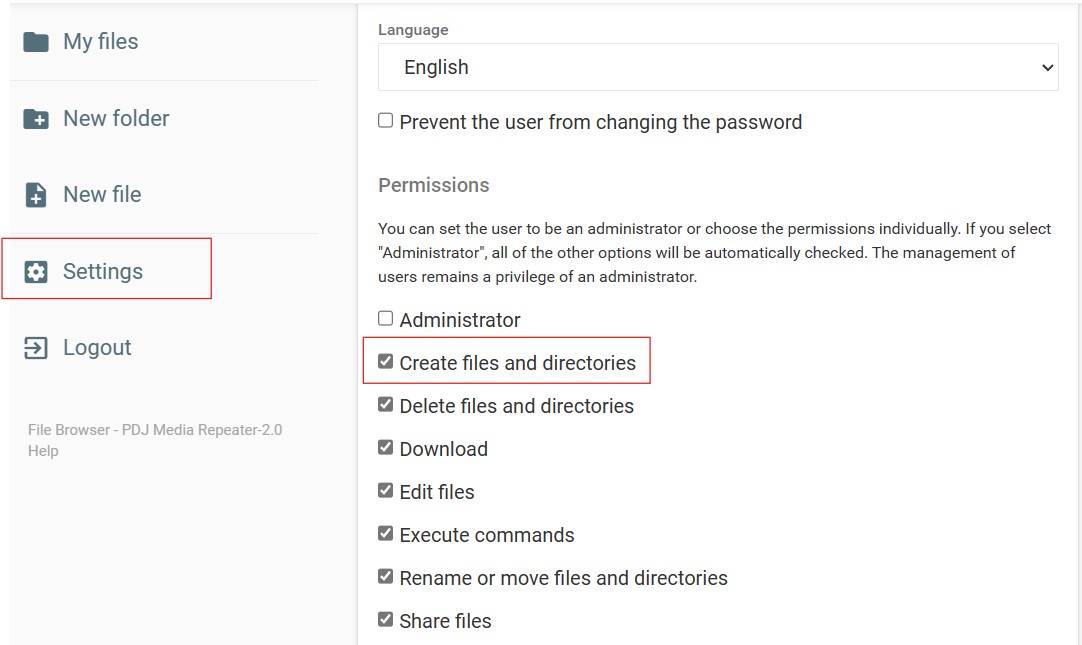 My files
New folder
New file
Settings
Logout
File Browser - PDJ Media Repeater-2.0
Help
Language
English
Prevent the user from changing the password
Permissions
You can set the user to be an administrator or choose the permissions individually. If you select
"Administrator", all of the other options will be automatically checked. The management of
users remains a privilege of an administrator.
Administrator
Create files and directories
Delete files and directories
Download
Edit files
Execute commands
Rename or move files and directories
Share files